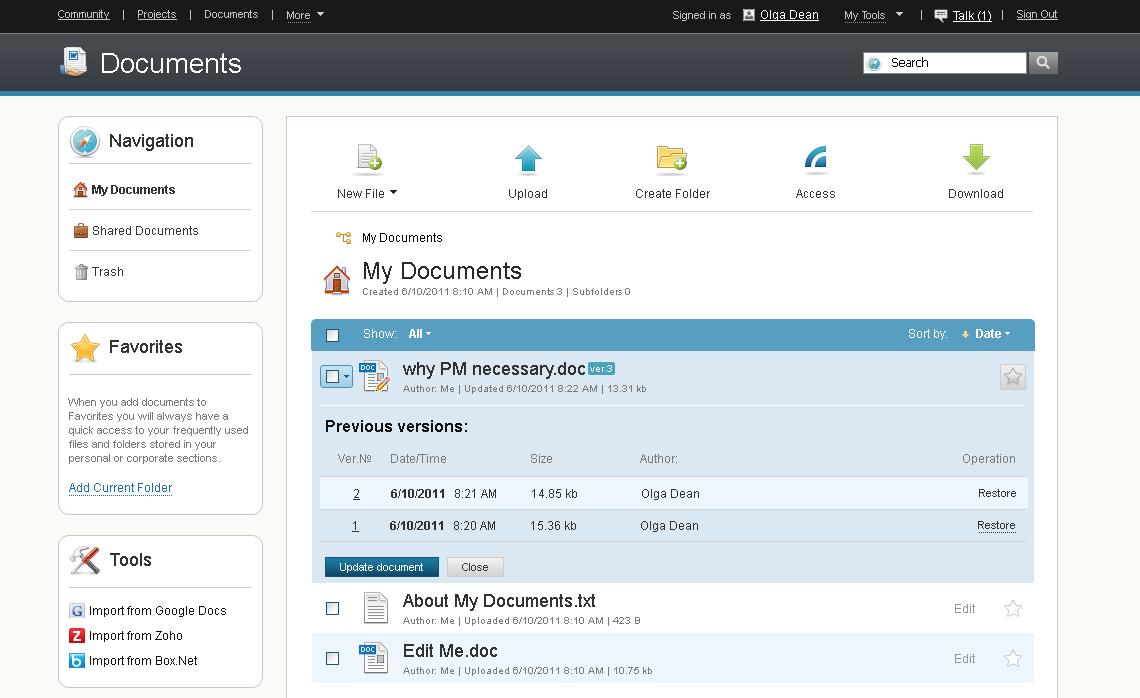 Community | Projects | Documents | More
Signed in as Olga Dean My Tools | Talk (1) | Sign Out
Documents
Search
Navigation
My Documents
Shared Documents
Trash
Favorites
When you add documents to
Favorites you will always have a
quick access to your frequently used
files and folders stored in your
personal or corporate sections.
Add Current Folder
Tools
Import from Google Docs
Import from Zoho
Import from Box.Net
New File Upload Create Folder Access Download
My Documents
My Documents
Created 6/10/2011 8:10 AM | Documents 3 | Subfolders 0
Show: All Sort by: Date
DOC why PM necessary.doc ver.3
Author: Me | Updated 6/10/2011 8:22 AM | 13.31 kb
Previous versions:
Ver.№ Date/Time Size Author: Operation
2 6/10/2011 8:21 AM 14.85 kb Olga Dean Restore
1 6/10/2011 8:20 AM 15.36 kb Olga Dean Restore
Update document Close
About My Documents.txt Edit
Author: Me | Uploaded 6/10/2011 8:10 AM | 423 B
DOC Edit Me.doc Edit
Author: Me | Uploaded 6/10/2011 8:10 AM | 10.75 kb